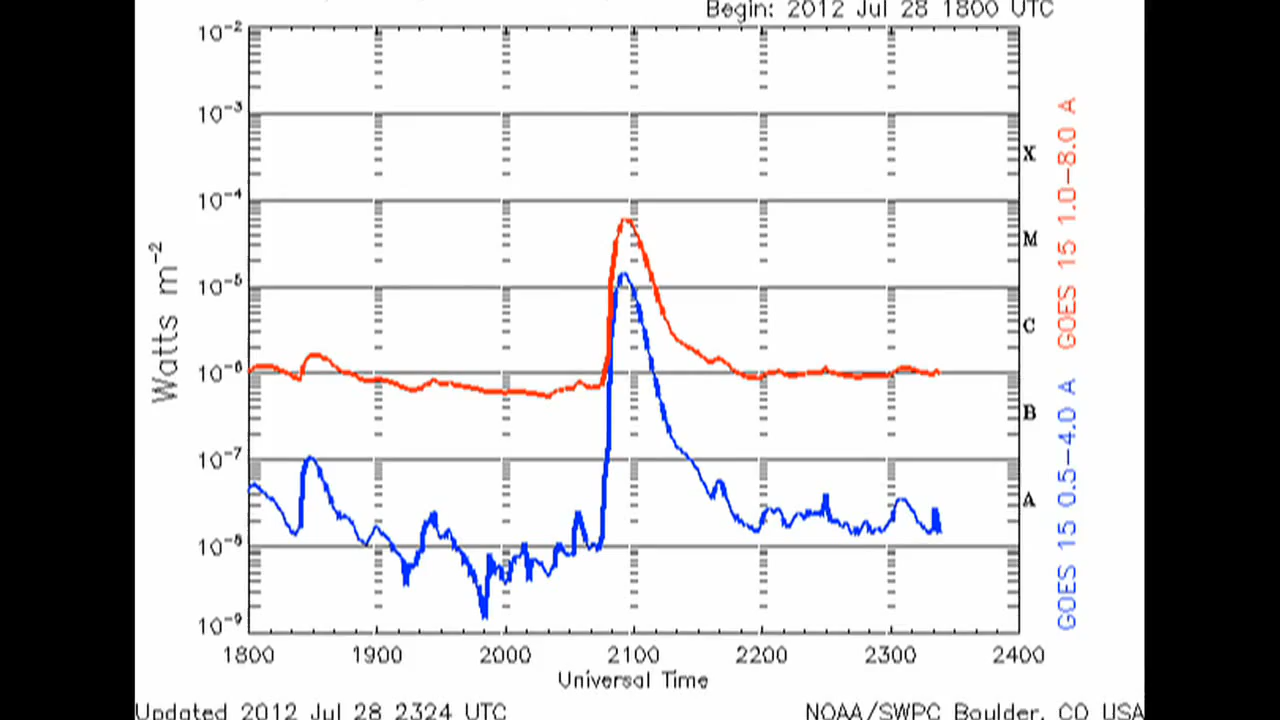 Begin: 2012 Jul 28 1800 UTC
10-2
10-3
10-4
10-5
10-6
10-7
10-8
10-9
Watts m-2
X
M
C
B
A
GOES 15 1.0-8.0 A
GOES 15 0.5-4.0 A
1800 1900 2000 2100 2200 2300 2400
Universal Time
Updated 2012 Jul 28 2324 UTC
NOAA/SWPC Boulder, CO USA